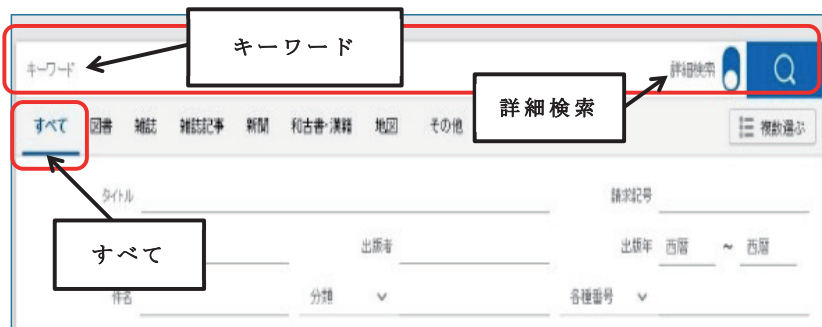 キーワード
キーワード
詳細検索
詳細検索
すべて
図書
雑誌
雑誌記事
新聞
和古書・漢籍
地図
その他
複数選ぶ
タイトル
請求記号
すべて
出版者
出版年
西暦
~
西暦
件名
分類
各種番号